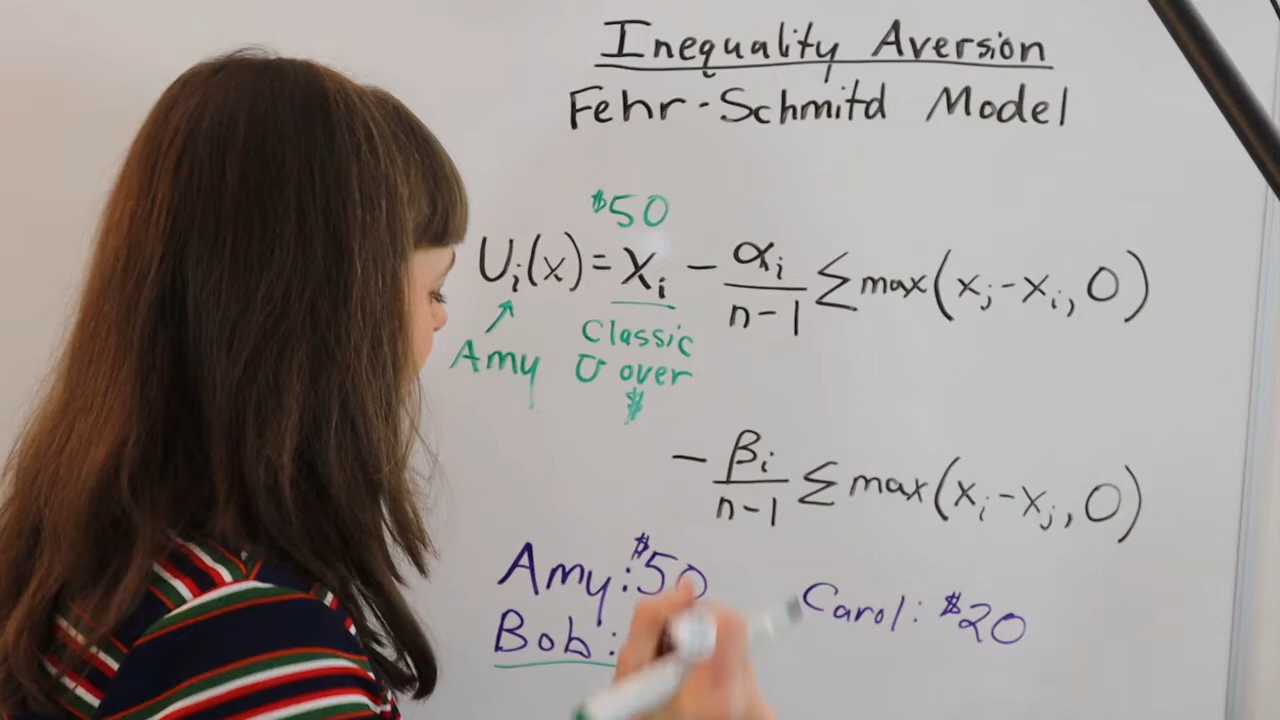 Inequality Aversion
Fehr-Schmitd Model
$50
Uᵢ(x) = Xᵢ - αᵢ/n-1 Σ max(xⱼ-xᵢ, 0)
Amy
Classic
U over
$
- βᵢ/n-1 Σ max(xᵢ-xⱼ, 0)
Amy: $50
Bob:
Carol: $20